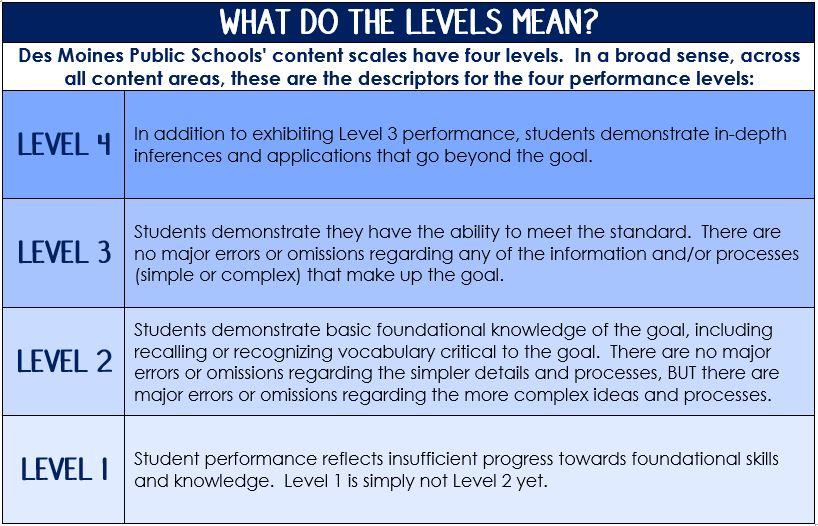 WHAT DO THE LEVELS MEAN?
Des Moines Public Schools' content scales have four levels.  In a broad sense, across
all content areas, these are the descriptors for the four performance levels:
LEVEL 4
In addition to exhibiting Level 3 performance, students demonstrate in-depth
inferences and applications that go beyond the goal.
LEVEL 3
Students demonstrate they have the ability to meet the standard.  There are
no major errors or omissions regarding any of the information and/or processes
(simple or complex) that make up the goal.
LEVEL 2
Students demonstrate basic foundational knowledge of the goal, including
recalling or recognizing vocabulary critical to the goal.  There are no major
errors or omissions regarding the simpler details and processes, BUT there are
major errors or omissions regarding the more complex ideas and processes.
LEVEL 1
Student performance reflects insufficient progress towards foundational skills
and knowledge.  Level 1 is simply not Level 2 yet.